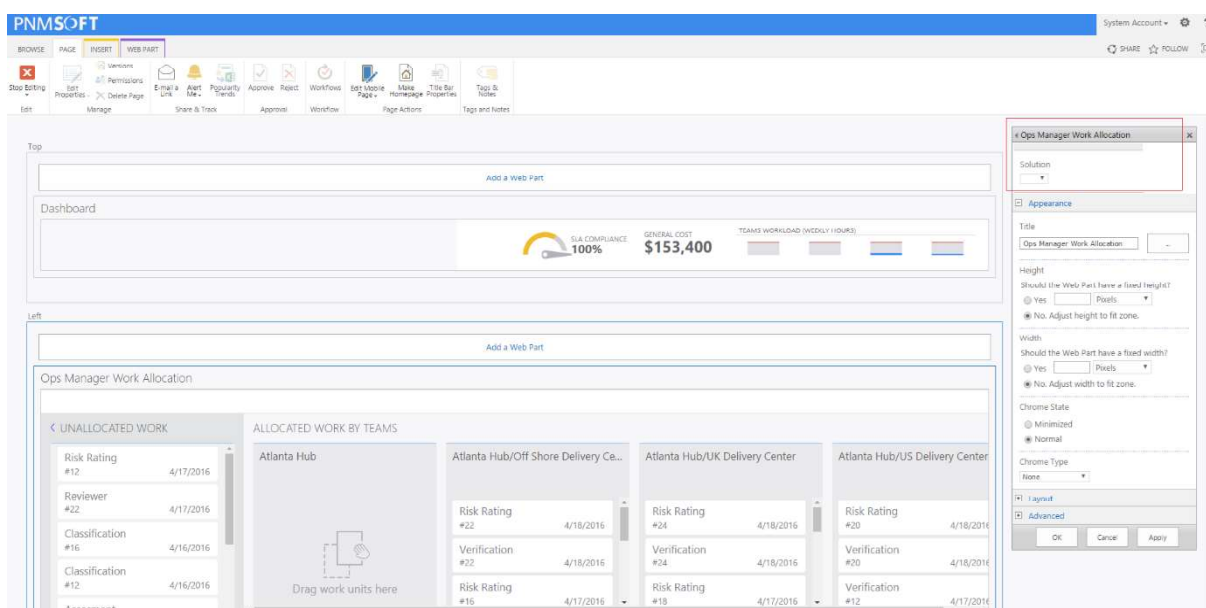 PNMSOFT
System Account
BROWSE PAGE INSERT WEB PART
SHARE FOLLOW
Stop Editing
Edit Properties
Versions
Permissions
Delete Page
E-mail a Link
Alert Me
Popularity Trends
Approve
Reject
Workflows
Edit Mobile Page
Make Homepage
Title Bar Properties
Tags & Notes
Edit Manage Share & Track Approval Workflow Page Actions Tags and Notes
Top
Add a Web Part
Dashboard
SLA COMPLIANCE
100%
GENERAL COST
$153,400
TEAMS WORKLOAD (WEEKLY HOURS)
Left
Add a Web Part
Ops Manager Work Allocation
UNALLOCATED WORK
Risk Rating
#12 4/17/2016
Reviewer
#22 4/17/2016
Classification
#16 4/16/2016
Classification
#12 4/16/2016
ALLOCATED WORK BY TEAMS
Atlanta Hub
Drag work units here
Atlanta Hub/Off Shore Delivery Ce...
Risk Rating
#22 4/18/2016
Verification
#22 4/18/2016
Risk Rating
#16 4/17/2016
Atlanta Hub/UK Delivery Center
Risk Rating
#24 4/18/2016
Verification
#24 4/18/2016
Risk Rating
#18 4/17/2016
Atlanta Hub/US Delivery Center
Risk Rating
#20 4/18/2016
Verification
#20 4/18/2016
Verification
#12 4/17/2016
Ops Manager Work Allocation
Solution
Appearance
Title
Ops Manager Work Allocation
...
Height
Should the Web Part have a fixed height?
Yes Pixels
No. Adjust height to fit zone.
Width
Should the Web Part have a fixed width?
Yes Pixels
No. Adjust width to fit zone.
Chrome State
Minimized
Normal
Chrome Type
None
Layout
Advanced
OK Cancel Apply